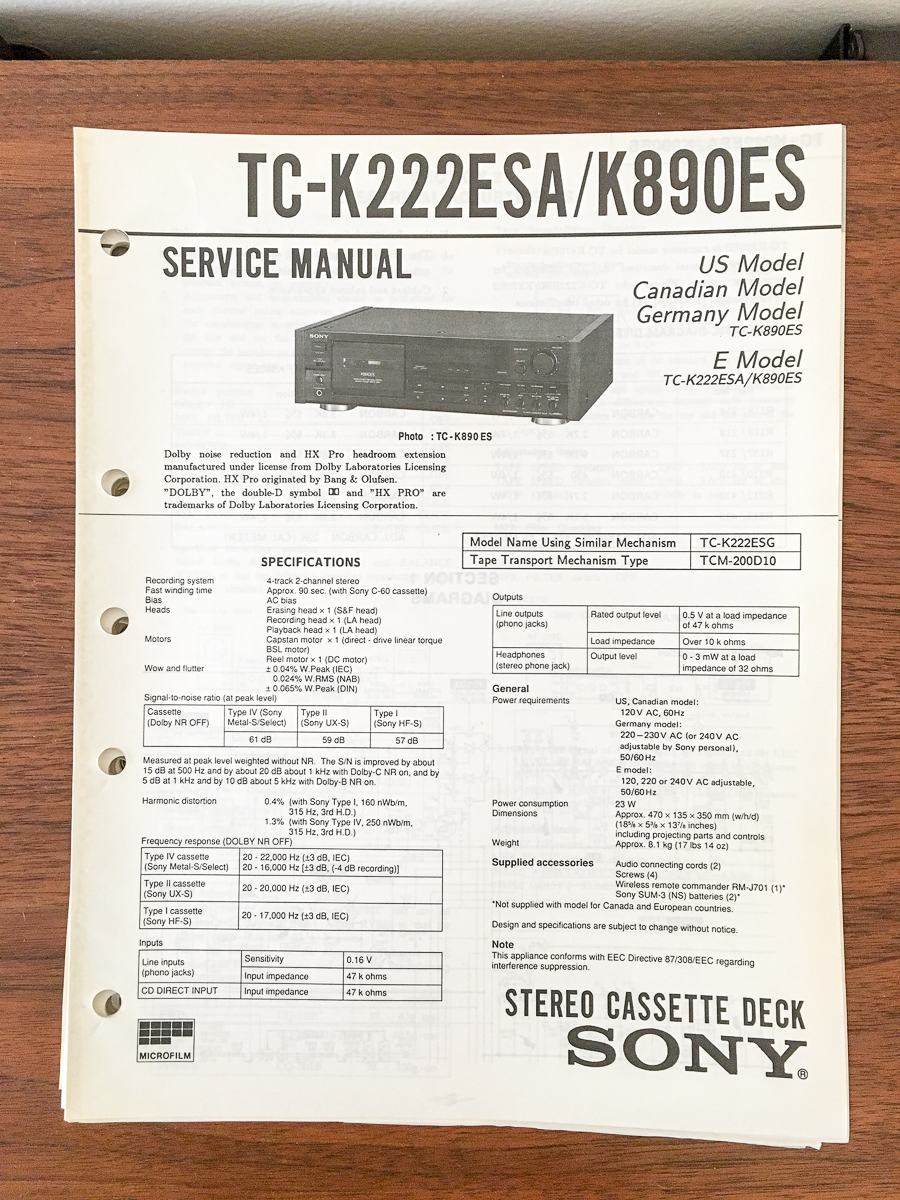 TC-K222ESA/K890ES
SERVICE MANUAL
US Model
Canadian Model
Germany Model
TC-K890ES
E Model
TC-K222ESA/K890ES
SONY
Photo : TC-K890ES
Dolby noise reduction and HX Pro headroom extension
manufactured under license from Dolby Laboratories Licensing
Corporation. HX Pro originated by Bang & Olufsen.
"DOLBY", the double-D symbol and "HX PRO" are
trademarks of Dolby Laboratories Licensing Corporation.
Model Name Using Similar Mechanism TC-K222ESG
Tape Transport Mechanism Type TCM-200D10
SPECIFICATIONS
Recording system 4-track 2-channel stereo
Fast winding time Approx. 90 sec. (with Sony C-60 cassette)
Bias AC bias
Heads Erasing head × 1 (S&F head)
Recording head × 1 (LA head)
Playback head × 1 (LA head)
Motors Capstan motor × 1 (direct - drive linear torque
BSL motor)
Reel motor × 1 (DC motor)
Wow and flutter ± 0.04% W.Peak (IEC)
0.024% W.RMS (NAB)
± 0.065% W.Peak (DIN)
Signal-to-noise ratio (at peak level)
Cassette Type IV (Sony Type II Type I
(Dolby NR OFF) Metal-S/Select) (Sony UX-S) (Sony HF-S)
61 dB 59 dB 57 dB
Measured at peak level weighted without NR. The S/N is improved by about
15 dB at 500 Hz and by about 20 dB about 1 kHz with Dolby-C NR on, and by
5 dB at 1 kHz and by 10 dB about 5 kHz with Dolby-B NR on.
Harmonic distortion 0.4% (with Sony Type I, 160 nWb/m,
315 Hz, 3rd H.D.)
1.3% (with Sony Type IV, 250 nWb/m,
315 Hz, 3rd H.D.)
Frequency response (DOLBY NR OFF)
Type IV cassette 20 - 22,000 Hz (±3 dB, IEC)
(Sony Metal-S/Select) 20 - 16,000 Hz [±3 dB, (-4 dB recording)]
Type II cassette
(Sony UX-S) 20 - 20,000 Hz (±3 dB, IEC)
Type I cassette
(Sony HF-S) 20 - 17,000 Hz (±3 dB, IEC)
Inputs
Line inputs Sensitivity 0.16 V
(phono jacks) Input impedance 47 k ohms
CD DIRECT INPUT Input impedance 47 k ohms
MICROFILM
Outputs
Line outputs Rated output level 0.5 V at a load impedance
(phono jacks) of 47 k ohms
Load impedance Over 10 k ohms
Headphones Output level 0 - 3 mW at a load
(stereo phone jack) impedance of 32 ohms
General
Power requirements US, Canadian model:
120V AC, 60Hz
Germany model:
220–230V AC (or 240V AC
adjustable by Sony personal),
50/60Hz
E model:
120, 220 or 240V AC adjustable,
50/60Hz
Power consumption 23 W
Dimensions Approx. 470 × 135 × 350 mm (w/h/d)
(18⅝ × 5⅜ × 13⅞ inches)
including projecting parts and controls
Weight Approx. 8.1 kg (17 lbs 14 oz)
Supplied accessories Audio connecting cords (2)
Screws (4)
Wireless remote commander RM-J701 (1)*
Sony SUM-3 (NS) batteries (2)*
*Not supplied with model for Canada and European countries.
Design and specifications are subject to change without notice.
Note
This appliance conforms with EEC Directive 87/308/EEC regarding
interference suppression.
STEREO CASSETTE DECK
SONY®